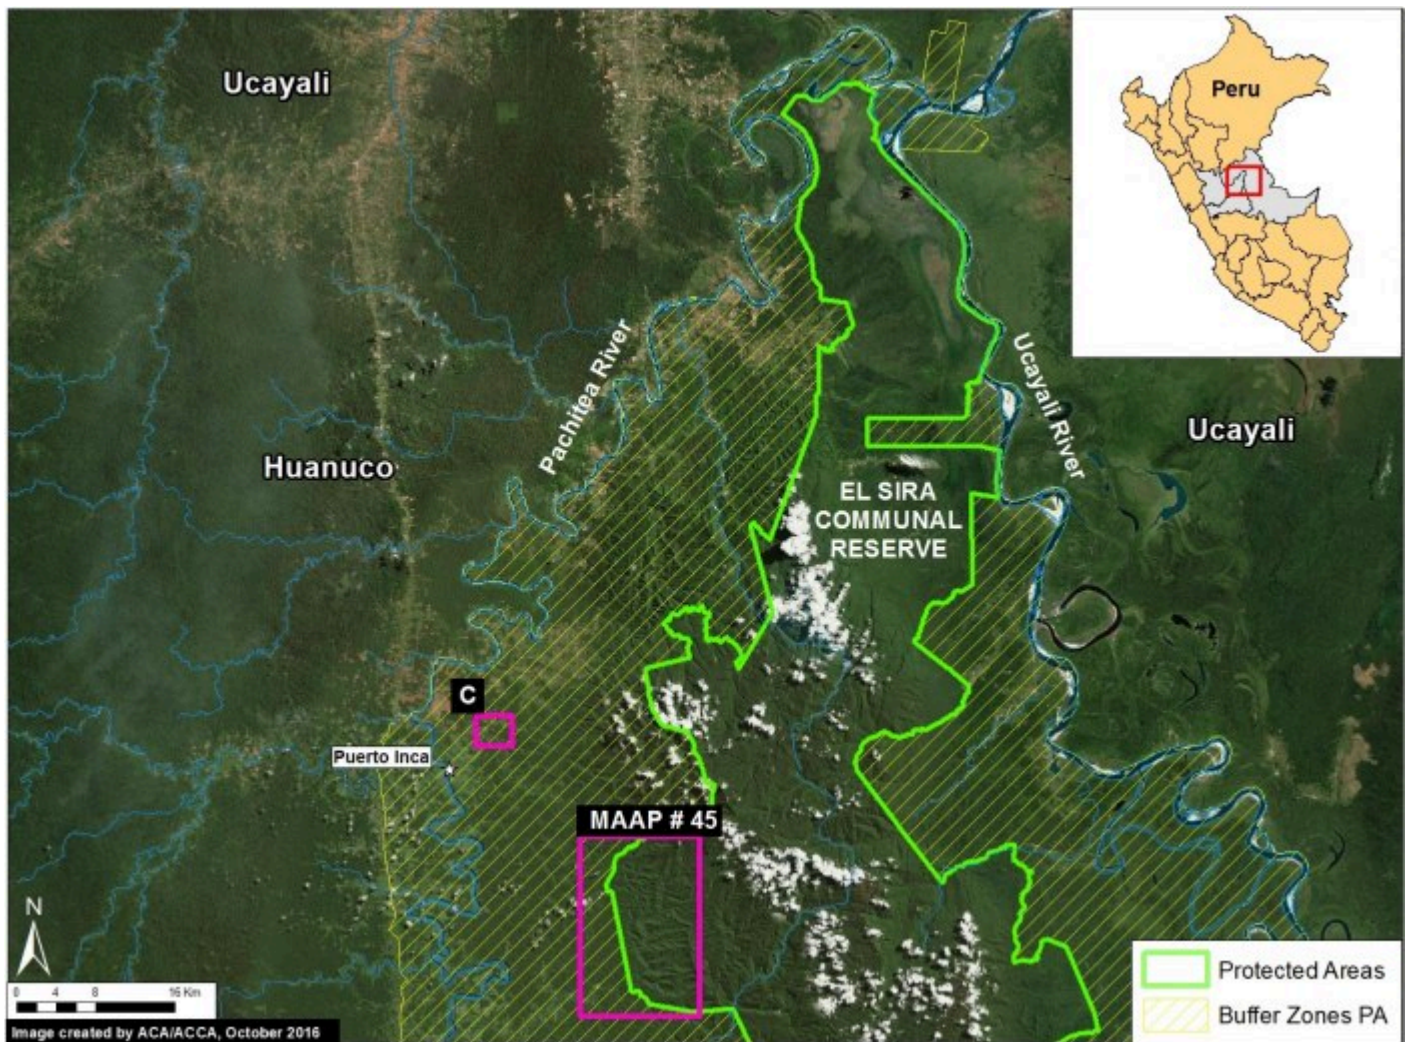 Ucayali
Peru
Pachitea River
Ucayali River
Ucayali
Huanuco
EL SIRA
COMMUNAL
RESERVE
C
Puerto Inca
MAAP # 45
N
0 4 8 16 Km
Protected Areas
Buffer Zones PA
Image created by ACA/ACCA, October 2016